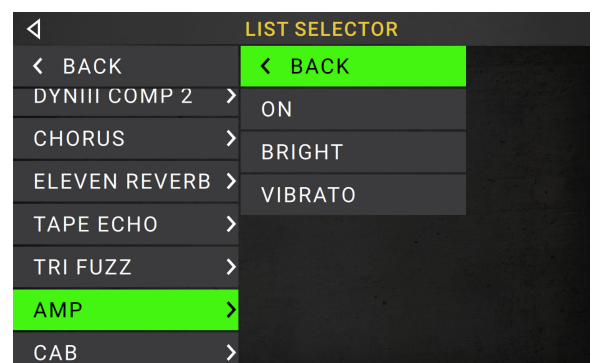 LIST SELECTOR
BACK
DYNIII COMP 2
CHORUS
ELEVEN REVERB
TAPE ECHO
TRI FUZZ
AMP
CAB
BACK
ON
BRIGHT
VIBRATO